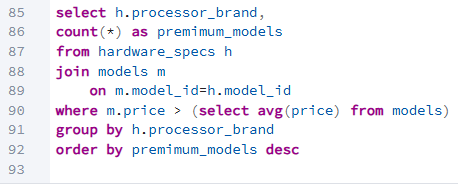 85 select h.processor_brand,
86 count(*) as premimum_models
87 from hardware_specs h
88 join models m
89     on m.model_id=h.model_id
90 where m.price > (select avg(price) from models)
91 group by h.processor_brand
92 order by premimum_models desc
93